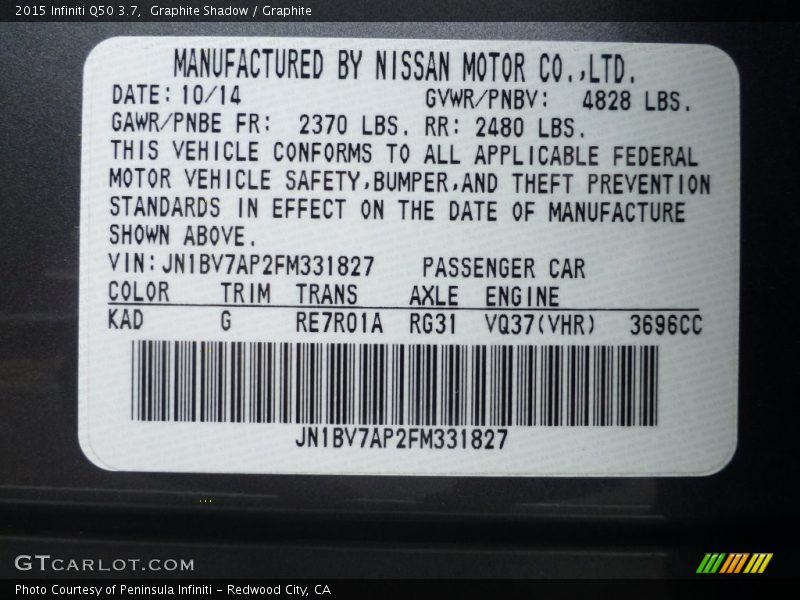 2015 Infiniti Q50 3.7, Graphite Shadow / Graphite
MANUFACTURED BY NISSAN MOTOR CO.,LTD.
DATE: 10/14 GVWR/PNBV: 4828 LBS.
GAWR/PNBE FR: 2370 LBS. RR: 2480 LBS.
THIS VEHICLE CONFORMS TO ALL APPLICABLE FEDERAL
MOTOR VEHICLE SAFETY,BUMPER,AND THEFT PREVENTION
STANDARDS IN EFFECT ON THE DATE OF MANUFACTURE
SHOWN ABOVE.
VIN: JN1BV7AP2FM331827 PASSENGER CAR
COLOR TRIM TRANS AXLE ENGINE
KAD G RE7R01A RG31 VQ37(VHR) 3696CC
JN1BV7AP2FM331827
GTCARLOT.COM
Photo Courtesy of Peninsula Infiniti - Redwood City, CA